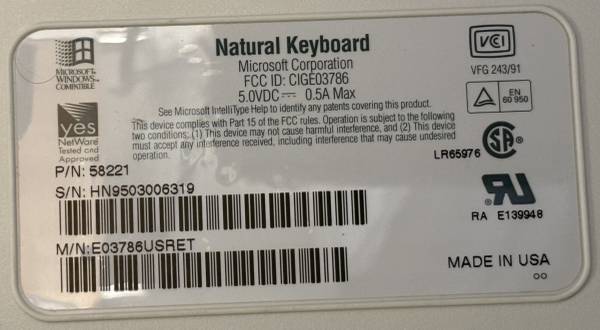 Natural Keyboard
Microsoft Corporation
FCC ID: CIGE03786
5.0VDC⎓ 0.5A Max
See Microsoft IntelliType Help to identify any patents covering this product.
This device complies with Part 15 of the FCC rules. Operation is subject to the following
two conditions: (1) This device may not cause harmful interference, and (2) This device
must accept any interference received, including interference that may cause undesired
operation.
MICROSOFT®
WINDOWS™
COMPATIBLE
yes
NetWare
Tested and
Approved
VCCI
VFG 243/91
EN
60 950
LR65976
SA
RA E139948
P/N: 58221
S/N: HN9503006319
M/N:E03786USRET
MADE IN USA
oo